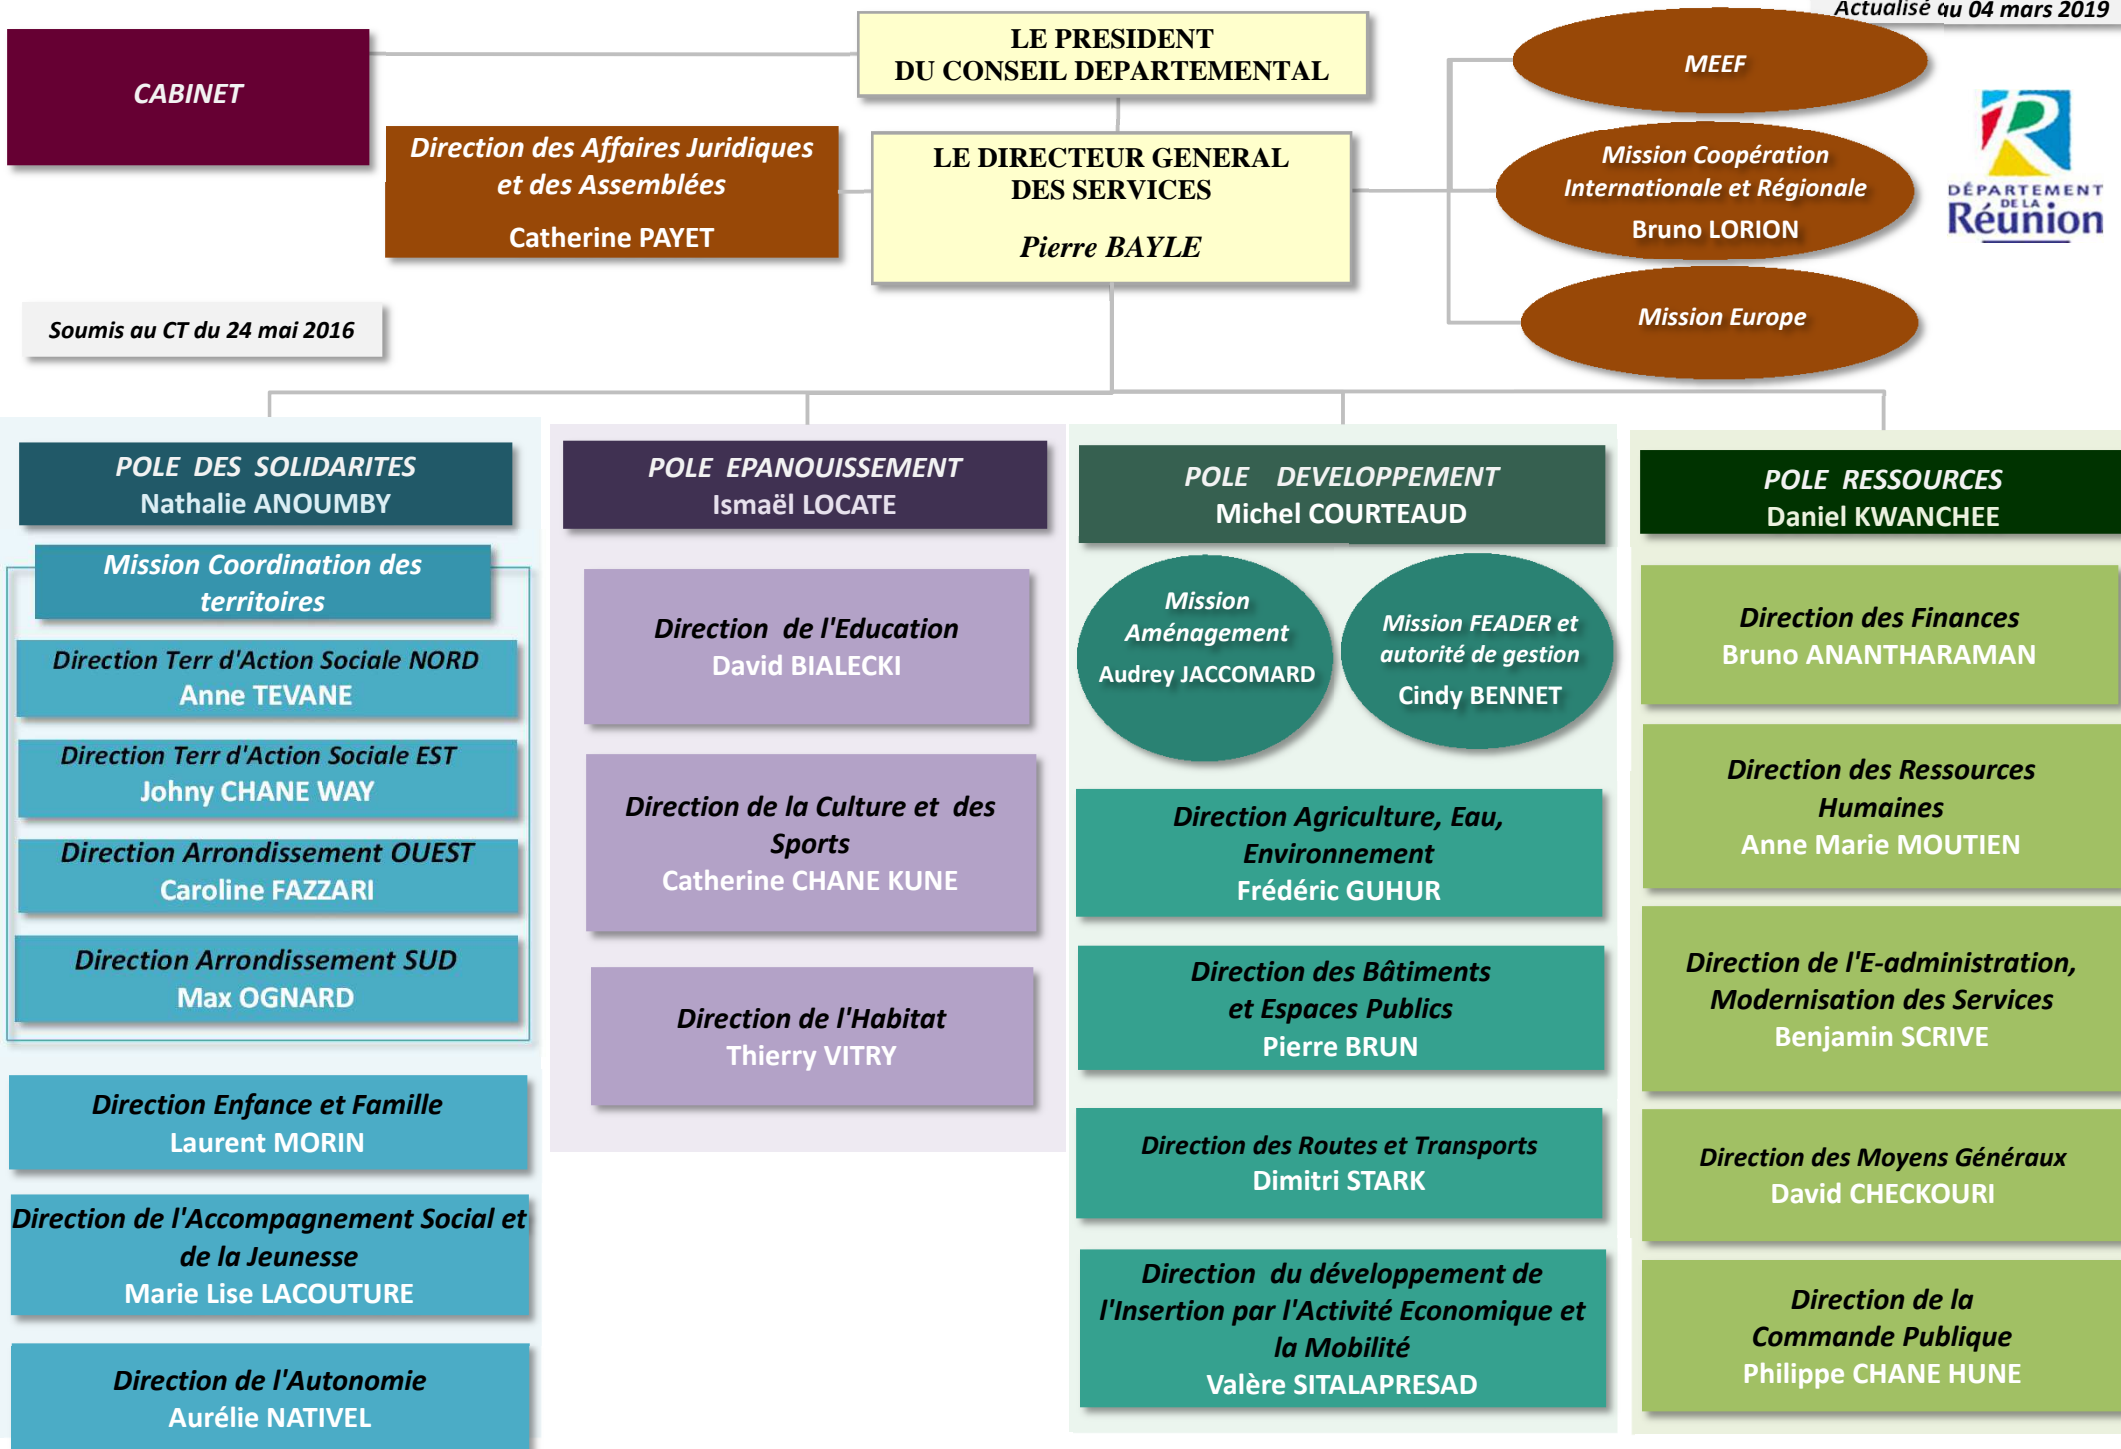 Actualisé au 04 mars 2019
LE PRESIDENT
DU CONSEIL DEPARTEMENTAL
CABINET
MEEF
Direction des Affaires Juridiques
et des Assemblées
Catherine PAYET
LE DIRECTEUR GENERAL
DES SERVICES
Pierre BAYLE
Mission Coopération
Internationale et Régionale
Bruno LORION
DÉPARTEMENT
DE LA
Réunion
Mission Europe
Soumis au CT du 24 mai 2016
POLE DES SOLIDARITES
Nathalie ANOUMBY
Mission Coordination des
territoires
Direction Terr d'Action Sociale NORD
Anne TEVANE
Direction Terr d'Action Sociale EST
Johny CHANE WAY
Direction Arrondissement OUEST
Caroline FAZZARI
Direction Arrondissement SUD
Max OGNARD
Direction Enfance et Famille
Laurent MORIN
Direction de l'Accompagnement Social et
de la Jeunesse
Marie Lise LACOUTURE
Direction de l'Autonomie
Aurélie NATIVEL
POLE EPANOUISSEMENT
Ismaël LOCATE
Direction de l'Education
David BIALECKI
Direction de la Culture et des
Sports
Catherine CHANE KUNE
Direction de l'Habitat
Thierry VITRY
POLE DEVELOPPEMENT
Michel COURTEAUD
Mission
Aménagement
Audrey JACCOMARD
Mission FEADER et
autorité de gestion
Cindy BENNET
Direction Agriculture, Eau,
Environnement
Frédéric GUHUR
Direction des Bâtiments
et Espaces Publics
Pierre BRUN
Direction des Routes et Transports
Dimitri STARK
Direction du développement de
l'Insertion par l'Activité Economique et
la Mobilité
Valère SITALAPRESAD
POLE RESSOURCES
Daniel KWANCHEE
Direction des Finances
Bruno ANANTHARAMAN
Direction des Ressources
Humaines
Anne Marie MOUTIEN
Direction de l'E-administration,
Modernisation des Services
Benjamin SCRIVE
Direction des Moyens Généraux
David CHECKOURI
Direction de la
Commande Publique
Philippe CHANE HUNE